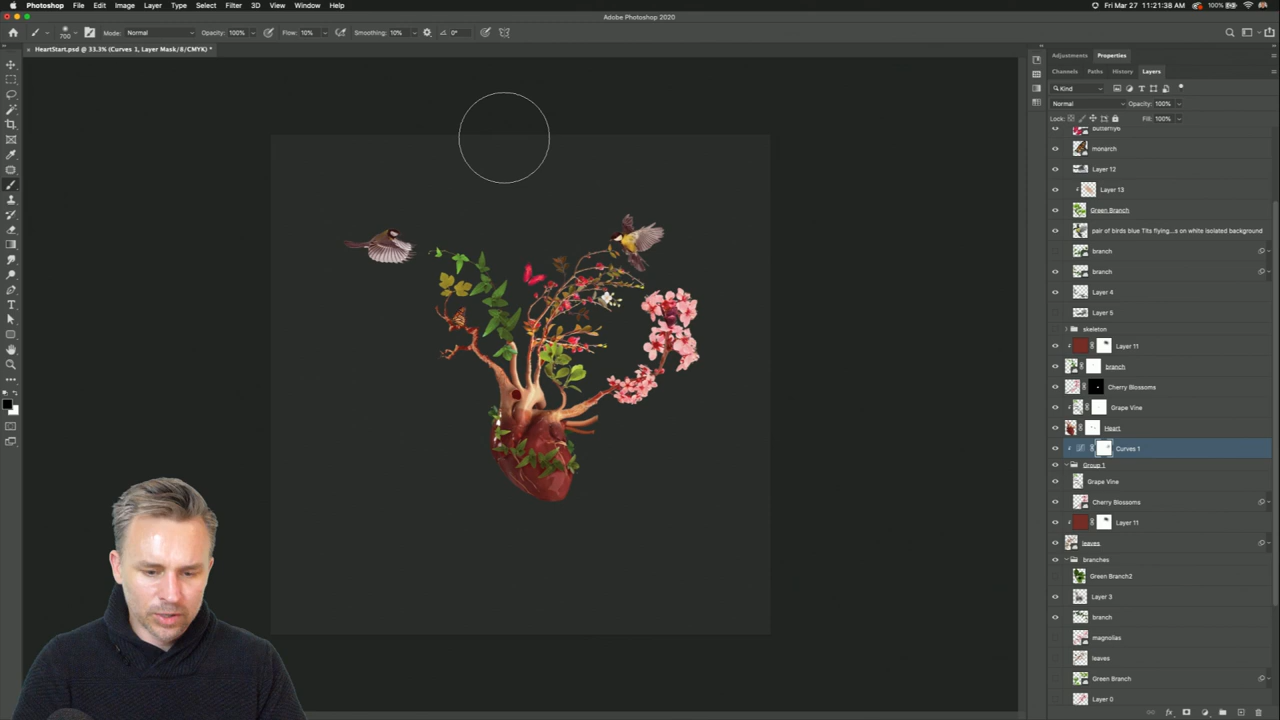 Photoshop File Edit Image Layer Type Select Filter 3D View Window Help Fri Mar 27 11:21:38 am 100%
Adobe Photoshop 2020
700 Mode: Normal Opacity: 100% Flow: 10% Smoothing: 10% 0°
HeartStart.psd @ 33.3% (Curves 1, Layer Mask/8/CMYK) *
Adjustments Properties
Channels Paths History Layers
Kind
Normal Opacity: 100%
Lock: Fill: 100%
Butterfly6
monarch
Layer 12
Layer 13
Green Branch
pair of birds blue Tits flying...s on white isolated background
branch
branch
Layer 4
Layer 5
skeleton
Layer 11
branch
Cherry Blossoms
Grape Vine
Heart
Curves 1
Group 1
Grape Vine
Cherry Blossoms
Layer 11
leaves
branches
Green Branch2
Layer 3
branch
magnolias
leaves
Green Branch
Layer 0
fx